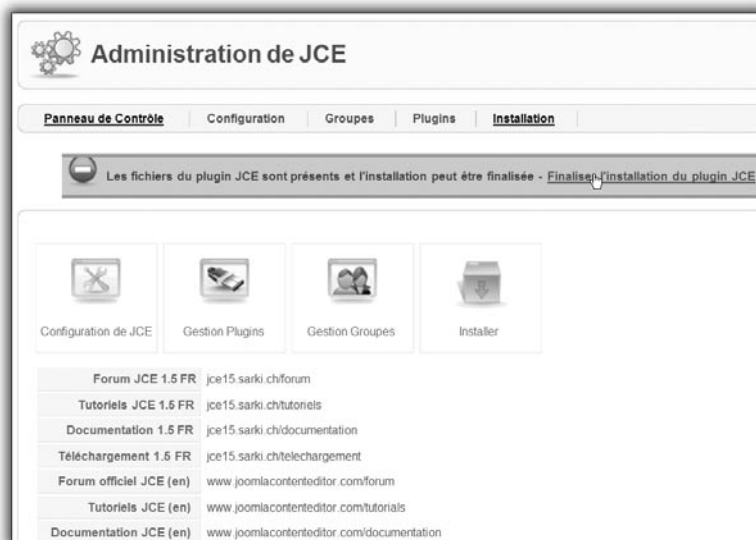 Administration de JCE
Panneau de Contrôle Configuration Groupes Plugins Installation
Les fichiers du plugin JCE sont présents et l'installation peut être finalisée - Finaliser l'installation du plugin JCE
Configuration de JCE Gestion Plugins Gestion Groupes Installer
Forum JCE 1.5 FR jce15.sarki.ch/forum
Tutoriels JCE 1.5 FR jce15.sarki.ch/tutoriels
Documentation 1.5 FR jce15.sarki.ch/documentation
Téléchargement 1.5 FR jce15.sarki.ch/telechargement
Forum officiel JCE (en) www.joomlacontenteditor.com/forum
Tutoriels JCE (en) www.joomlacontenteditor.com/tutorials
Documentation JCE (en) www.joomlacontenteditor.com/documentation